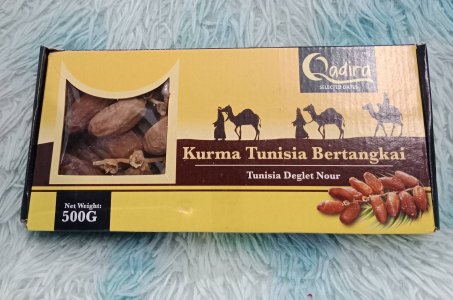 Qadira
SELECTED DATES
Kurma Tunisia Bertangkai
Tunisia Deglet Nour
Net Weight:
500G